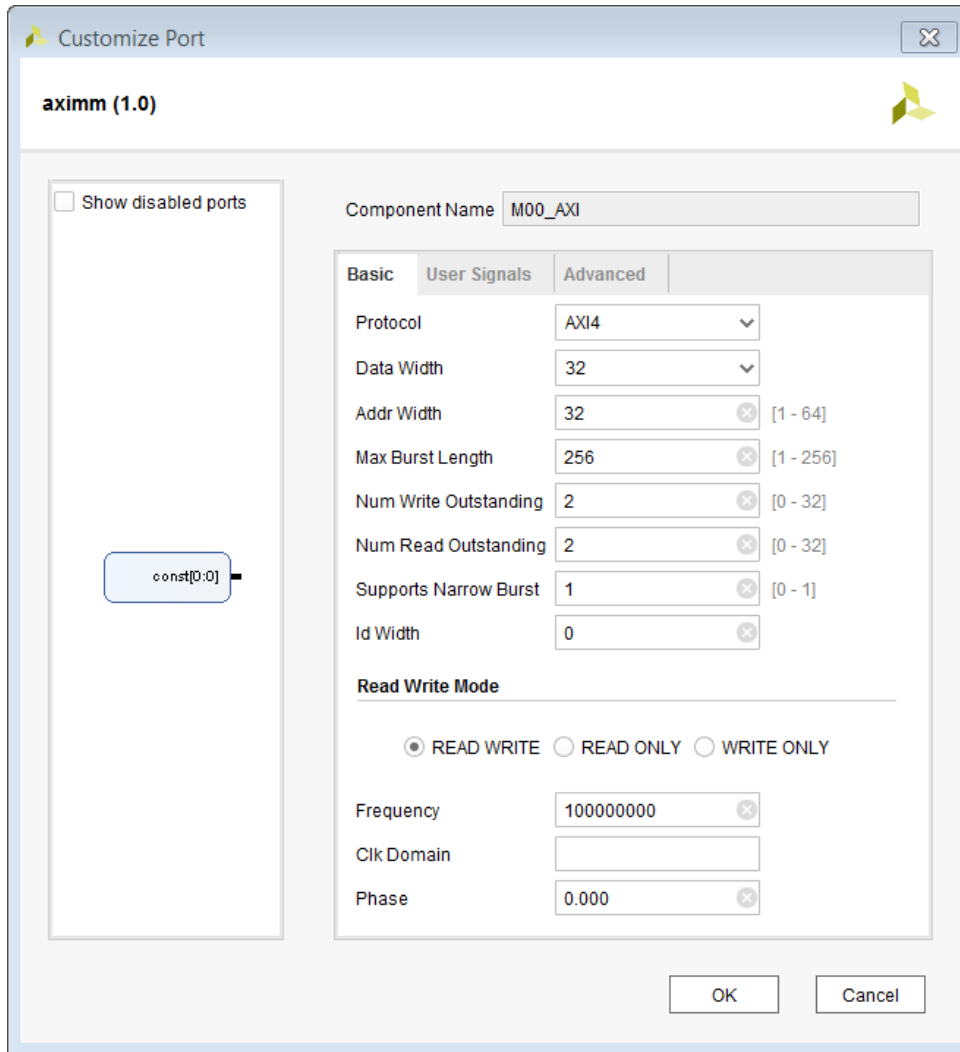 Customize Port
aximm (1.0)
Show disabled ports
const[0:0]
Component Name M00_AXI
Basic User Signals Advanced
Protocol AXI4
Data Width 32
Addr Width 32 [1 - 64]
Max Burst Length 256 [1 - 256]
Num Write Outstanding 2 [0 - 32]
Num Read Outstanding 2 [0 - 32]
Supports Narrow Burst 1 [0 - 1]
Id Width 0
Read Write Mode
READ WRITE READ ONLY WRITE ONLY
Frequency 100000000
Clk Domain
Phase 0.000
OK Cancel